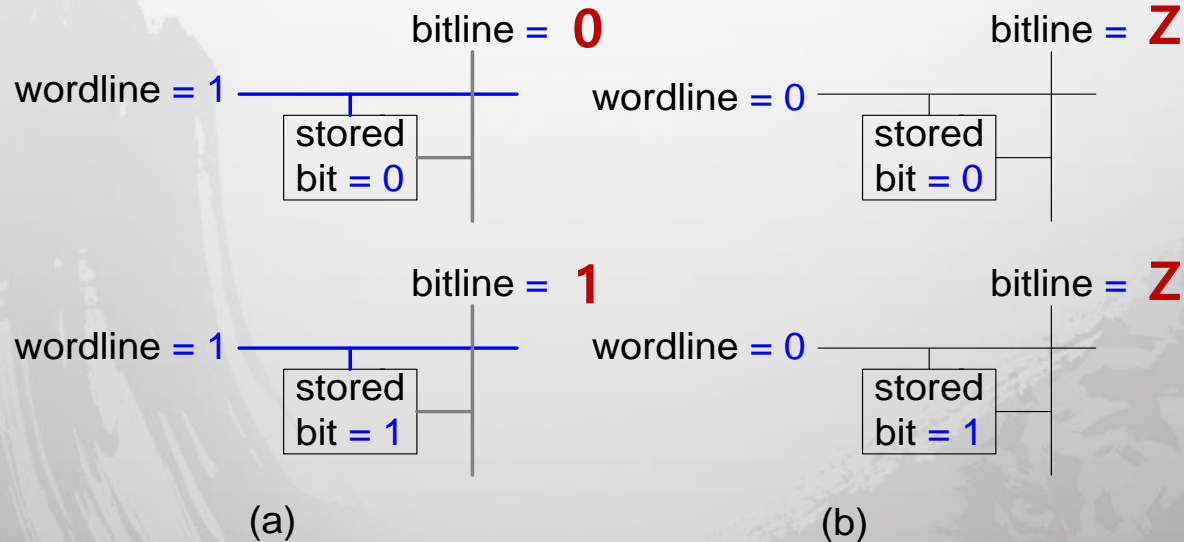 bitline = 0
wordline = 1
stored
bit = 0
bitline = 1
wordline = 1
stored
bit = 1
(a)
bitline = Z
wordline = 0
stored
bit = 0
bitline = Z
wordline = 0
stored
bit = 1
(b)